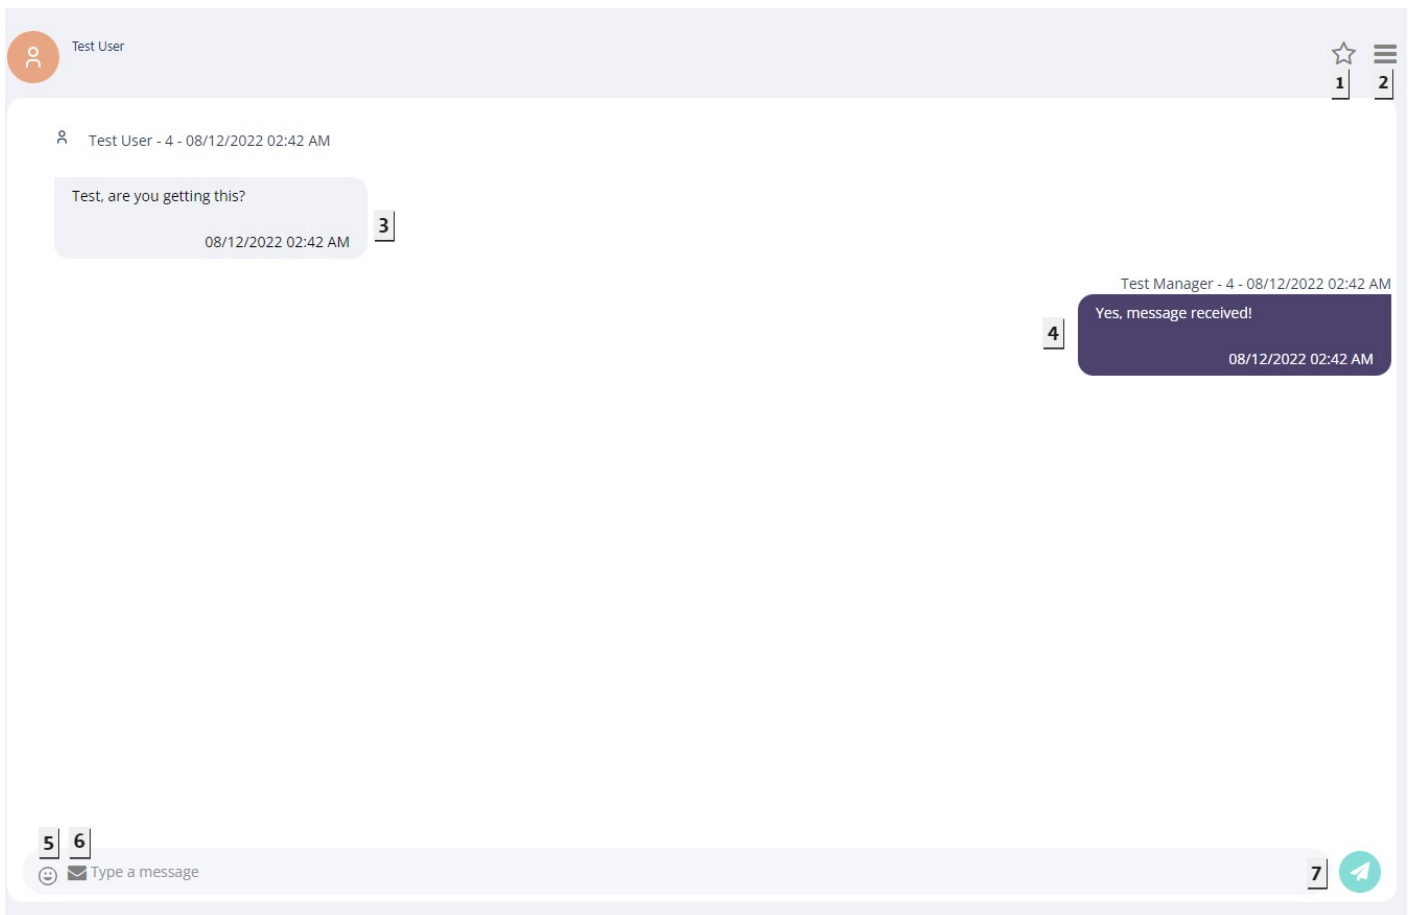 Test User
1
2
Test User - 4 - 08/12/2022 02:42 AM
Test, are you getting this?
3
08/12/2022 02:42 AM
Test Manager - 4 - 08/12/2022 02:42 AM
Yes, message received!
4
08/12/2022 02:42 AM
5 6
Type a message
7